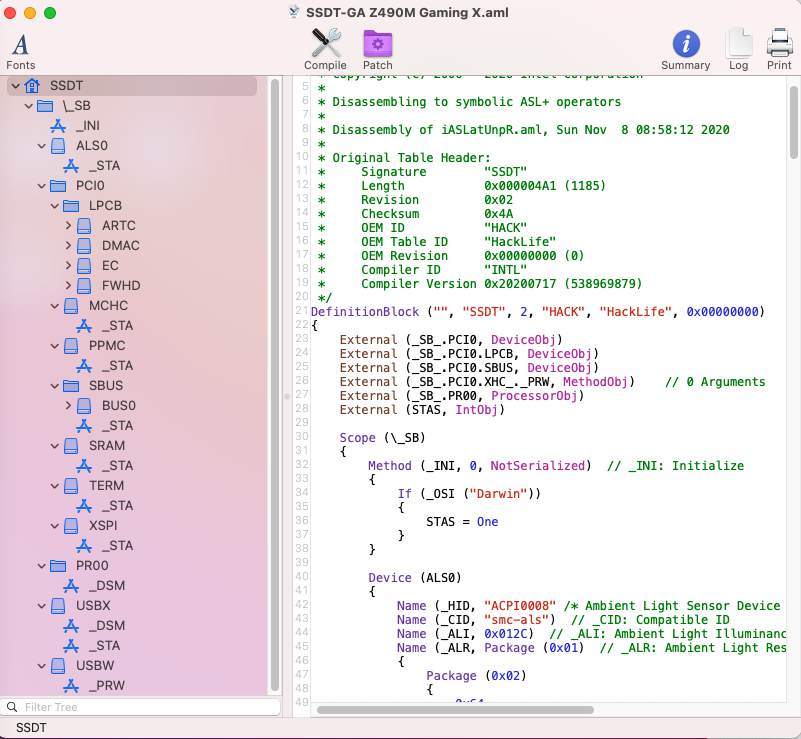 SSDT-GA Z490M Gaming X.aml
Fonts
Compile
Patch
Summary
Log
Print
SSDT
\_SB
_INI
ALS0
_STA
PCI0
LPCB
ARTC
DMAC
EC
FWHD
MCHC
_STA
PPMC
_STA
SBUS
BUS0
_STA
SRAM
_STA
TERM
_STA
XSPI
_STA
PR00
_DSM
USBX
_DSM
_STA
USBW
_PRW
Filter Tree
SSDT
5 *
6 * Disassembling to symbolic ASL+ operators
7 *
8 * Disassembly of iASLatUnpR.aml, Sun Nov  8 08:58:12 2020
9 *
10 * Original Table Header:
11 *     Signature        "SSDT"
12 *     Length           0x000004A1 (1185)
13 *     Revision         0x02
14 *     Checksum         0x4A
15 *     OEM ID           "HACK"
16 *     OEM Table ID     "HackLife"
17 *     OEM Revision     0x00000000 (0)
18 *     Compiler ID      "INTL"
19 *     Compiler Version 0x20200717 (538969879)
20 */
21 DefinitionBlock ("", "SSDT", 2, "HACK", "HackLife", 0x00000000)
22 {
23     External (_SB_.PCI0, DeviceObj)
24     External (_SB_.PCI0.LPCB, DeviceObj)
25     External (_SB_.PCI0.SBUS, DeviceObj)
26     External (_SB_.PCI0.XHC_._PRW, MethodObj)    // 0 Arguments
27     External (_SB_.PR00, ProcessorObj)
28     External (STAS, IntObj)
29
30     Scope (\_SB)
31     {
32         Method (_INI, 0, NotSerialized)  // _INI: Initialize
33         {
34             If (_OSI ("Darwin"))
35             {
36                 STAS = One
37             }
38         }
39
40         Device (ALS0)
41         {
42             Name (_HID, "ACPI0008" /* Ambient Light Sensor Device
43             Name (_CID, "smc-als")  // _CID: Compatible ID
44             Name (_ALI, 0x012C)  // _ALI: Ambient Light Illuminanc
45             Name (_ALR, Package (0x01)  // _ALR: Ambient Light Res
46             {
47                 Package (0x02)
48                 {
49